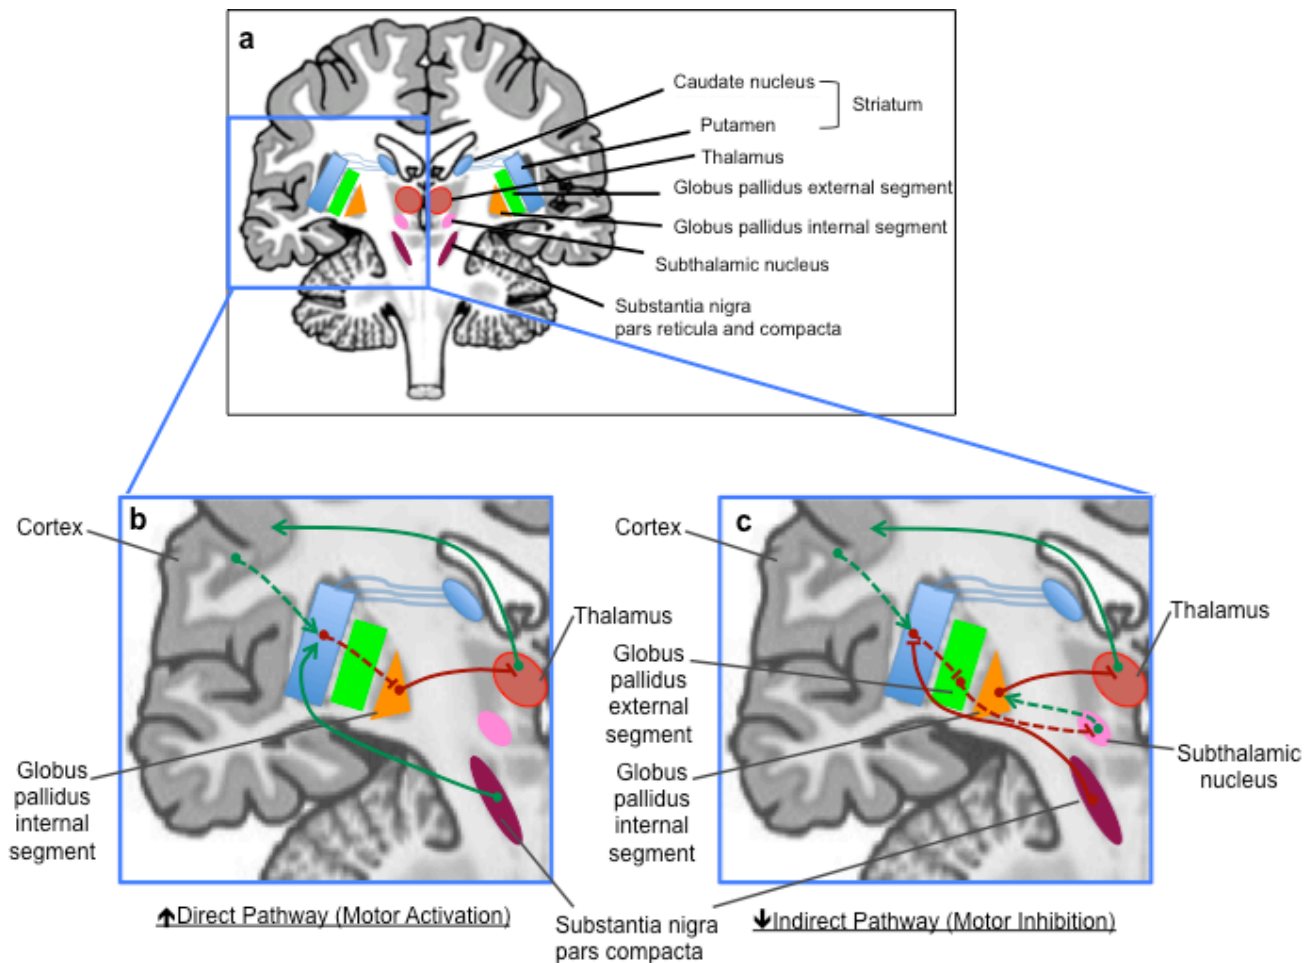 a
Caudate nucleus
Striatum
Putamen
Thalamus
Globus pallidus external segment
Globus pallidus internal segment
Subthalamic nucleus
Substantia nigra
pars reticula and compacta
b
Cortex
Thalamus
Globus
pallidus
internal
segment
↑Direct Pathway (Motor Activation)
Substantia nigra
pars compacta
c
Cortex
Thalamus
Globus
pallidus
external
segment
Globus
pallidus
internal
segment
Subthalamic
nucleus
↓Indirect Pathway (Motor Inhibition)